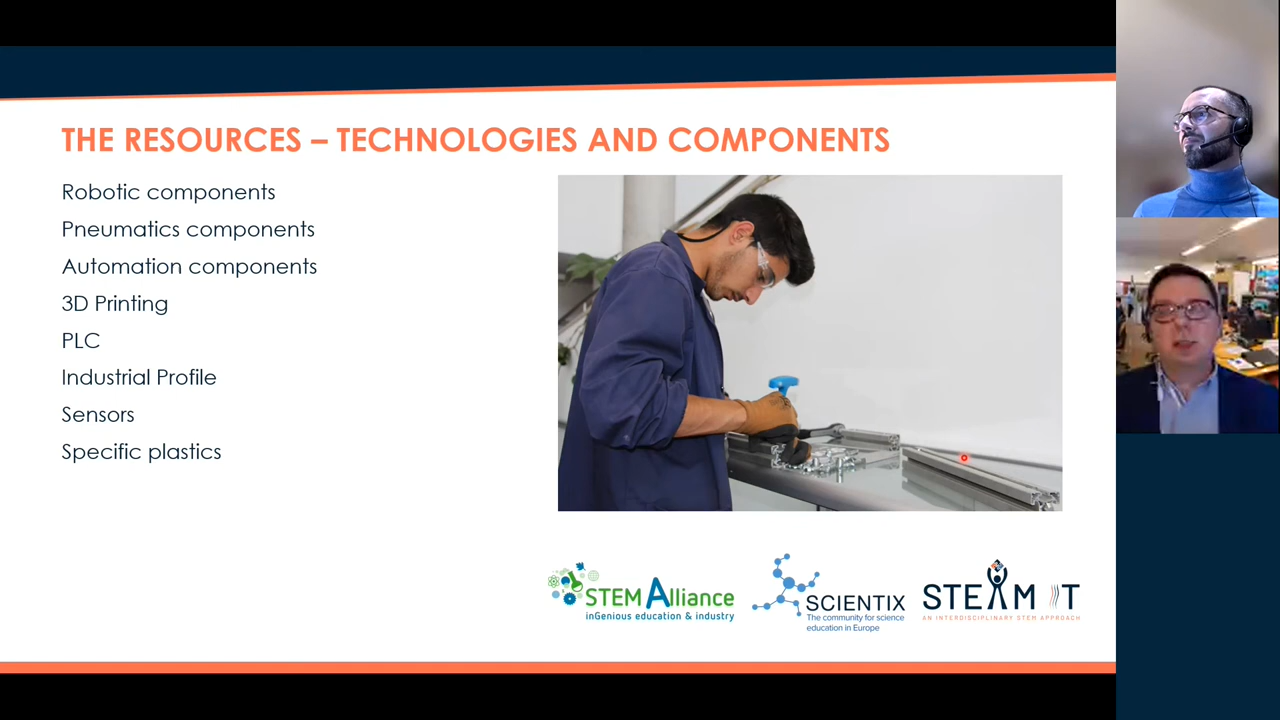 THE RESOURCES – TECHNOLOGIES AND COMPONENTS
Robotic components
Pneumatics components
Automation components
3D Printing
PLC
Industrial Profile
Sensors
Specific plastics
STEM Alliance
inGenious education & industry
SCIENTIX
The community for science
education in Europe
STEAM IT
AN INTERDISCIPLINARY STEM APPROACH